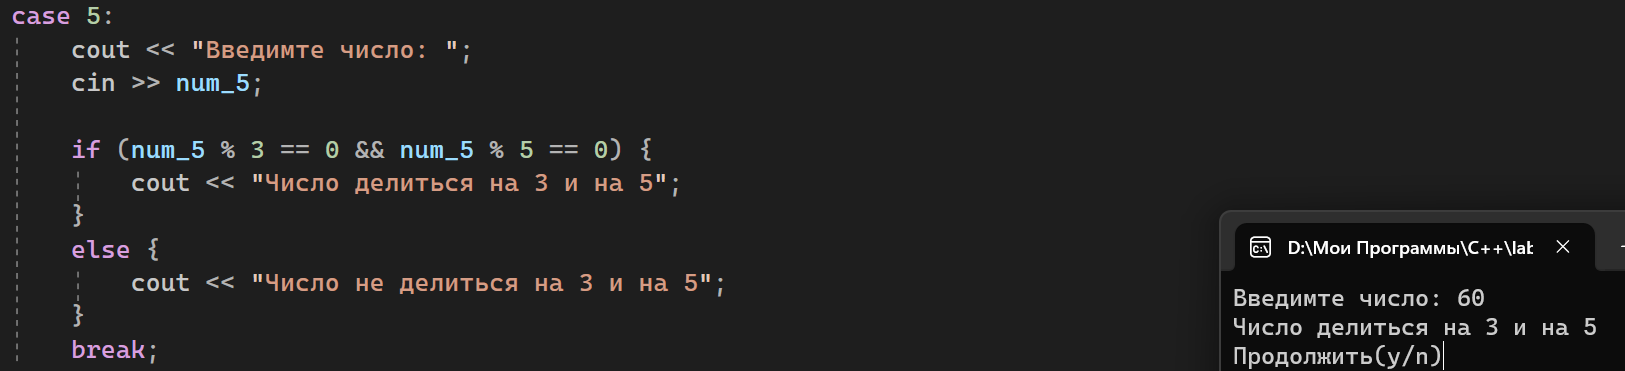 case 5:
cout << "Введимте число: ";
cin >> num_5;
if (num_5 % 3 == 0 && num_5 % 5 == 0) {
cout << "Число делиться на 3 и на 5";
}
else {
cout << "Число не делиться на 3 и на 5";
}
break;
D:\Мои Программы\C++\lab
Введимте число: 60
Число делиться на 3 и на 5
Продолжить(y/n)